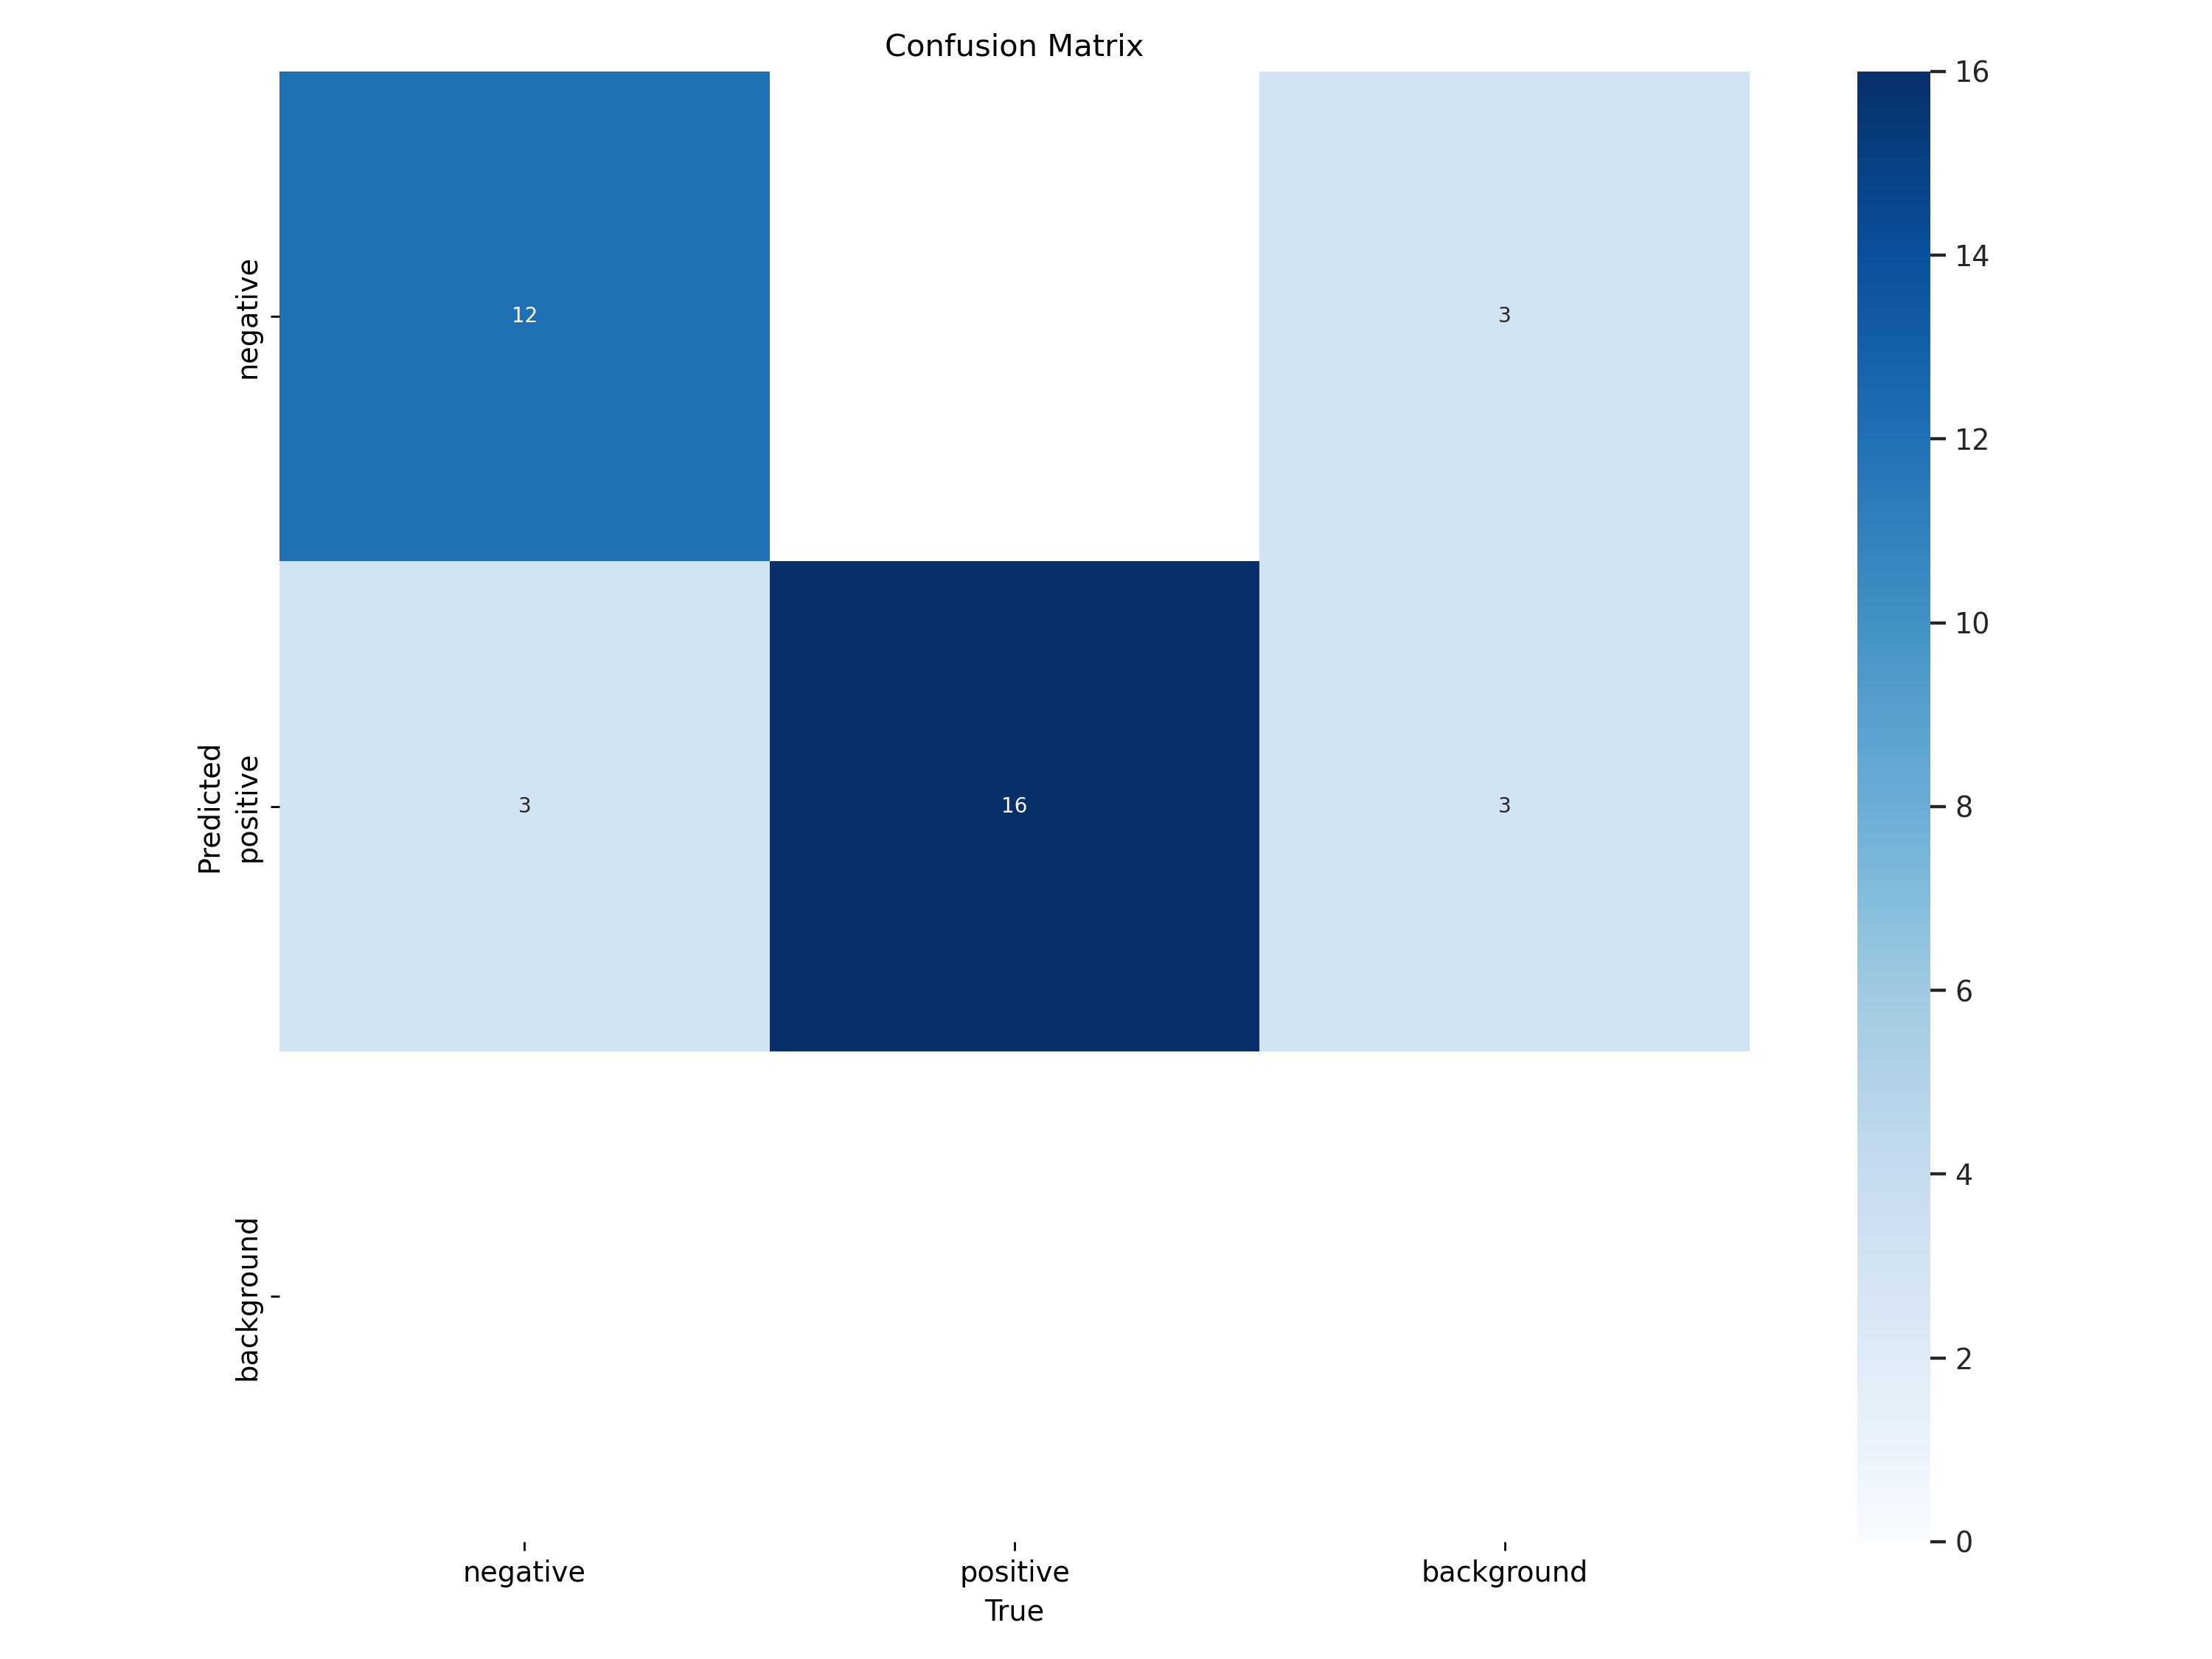 Confusion Matrix
negative
12
3
Predicted
positive
3
16
3
background
negative
positive
background
True
16
14
12
10
8
6
4
2
0